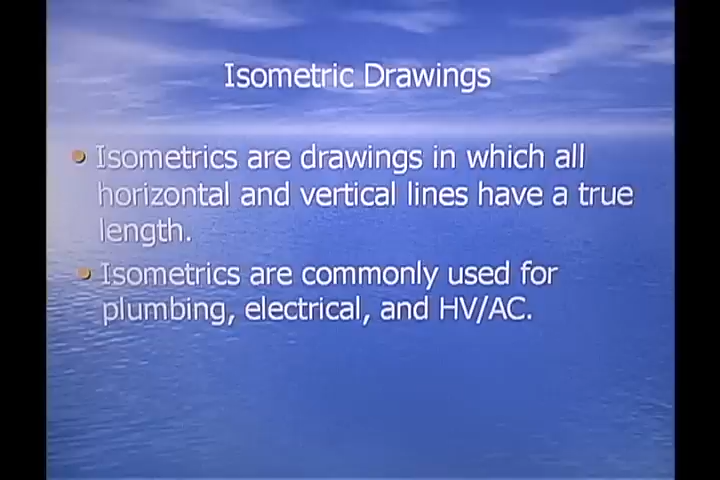 Isometric Drawings
Isometrics are drawings in which all
horizontal and vertical lines have a true
length.
Isometrics are commonly used for
plumbing, electrical, and HV/AC.